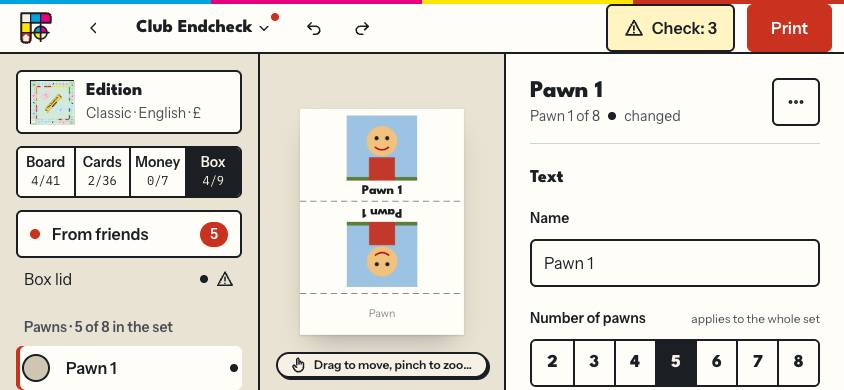 Club Endcheck
Check: 3
Print
Edition
Classic · English · £
Board
4/41
Cards
2/36
Money
0/7
Box
4/9
From friends
5
Box lid
Pawns · 5 of 8 in the set
Pawn 1
Pawn 1
Pawn 1
Pawn
Drag to move, pinch to zoo...
Pawn 1
Pawn 1 of 8 ● changed
...
Text
Name
Pawn 1
Number of pawns
applies to the whole set
2 3 4 5 6 7 8